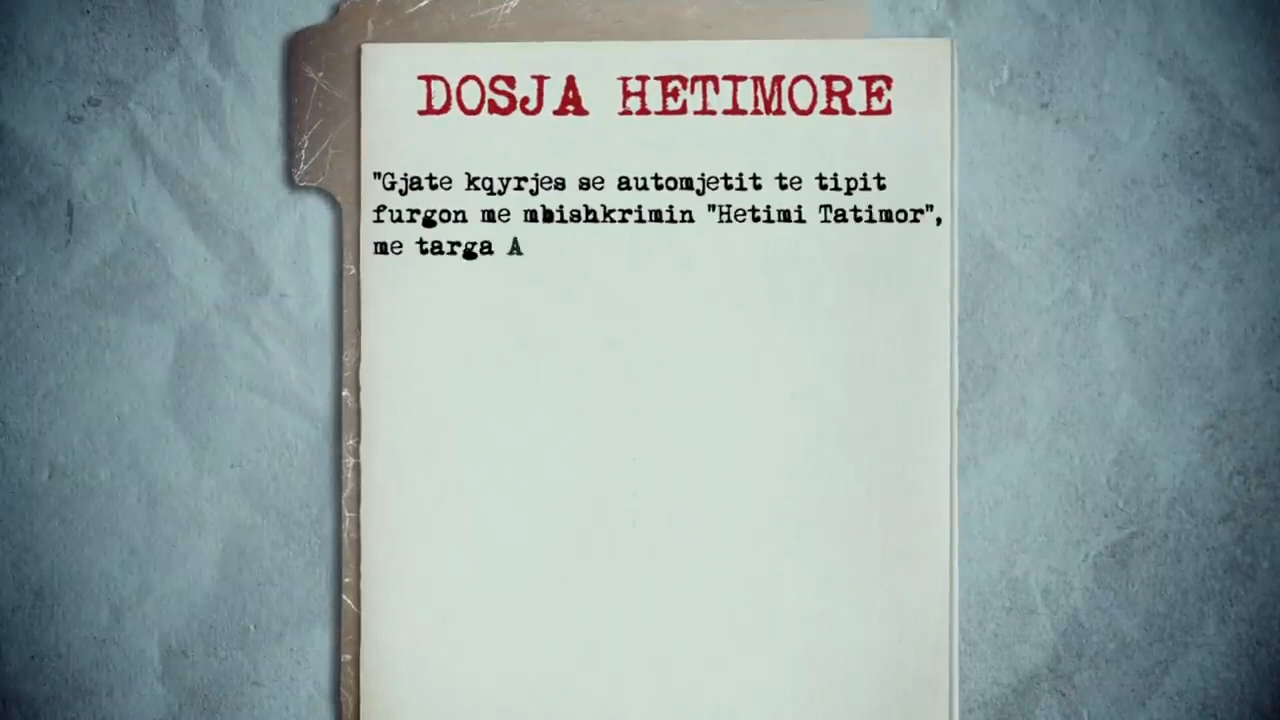 DOSJA HETIMORE
"Gjate kqyrjes se automjetit te tipit
furgon me mbishkrimin "Hetimi Tatimor",
me targa A